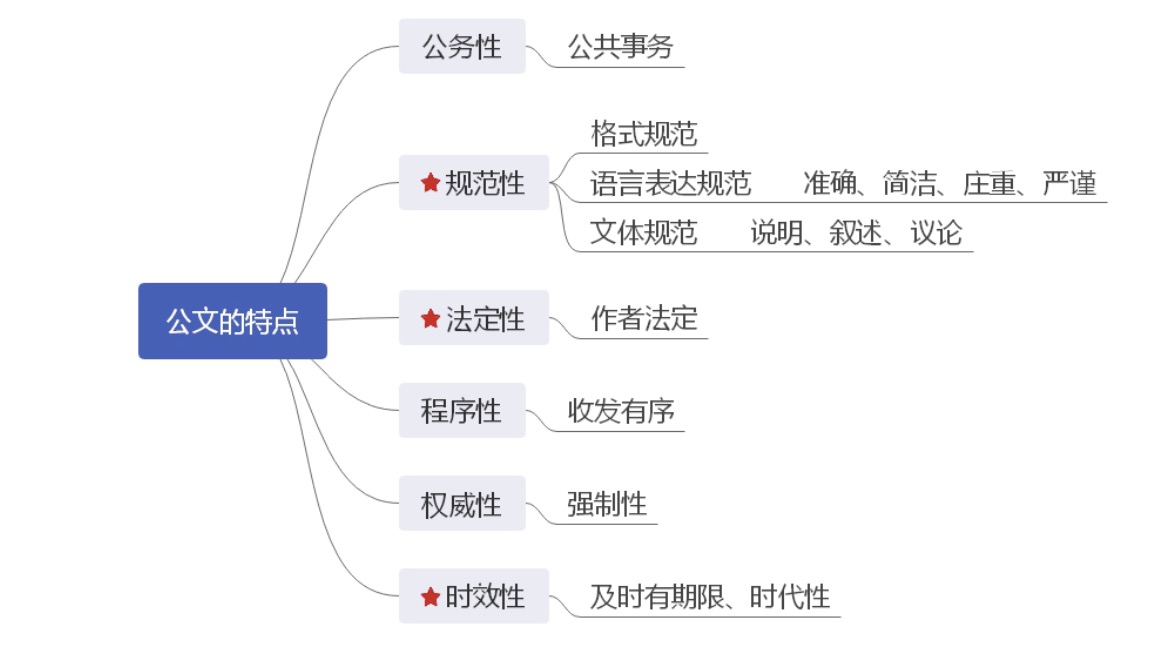 公文的特点
公务性 公共事务
规范性
格式规范
语言表达规范 准确、简洁、庄重、严谨
文体规范 说明、叙述、议论
法定性 作者法定
程序性 收发有序
权威性 强制性
时效性 及时有期限、时代性